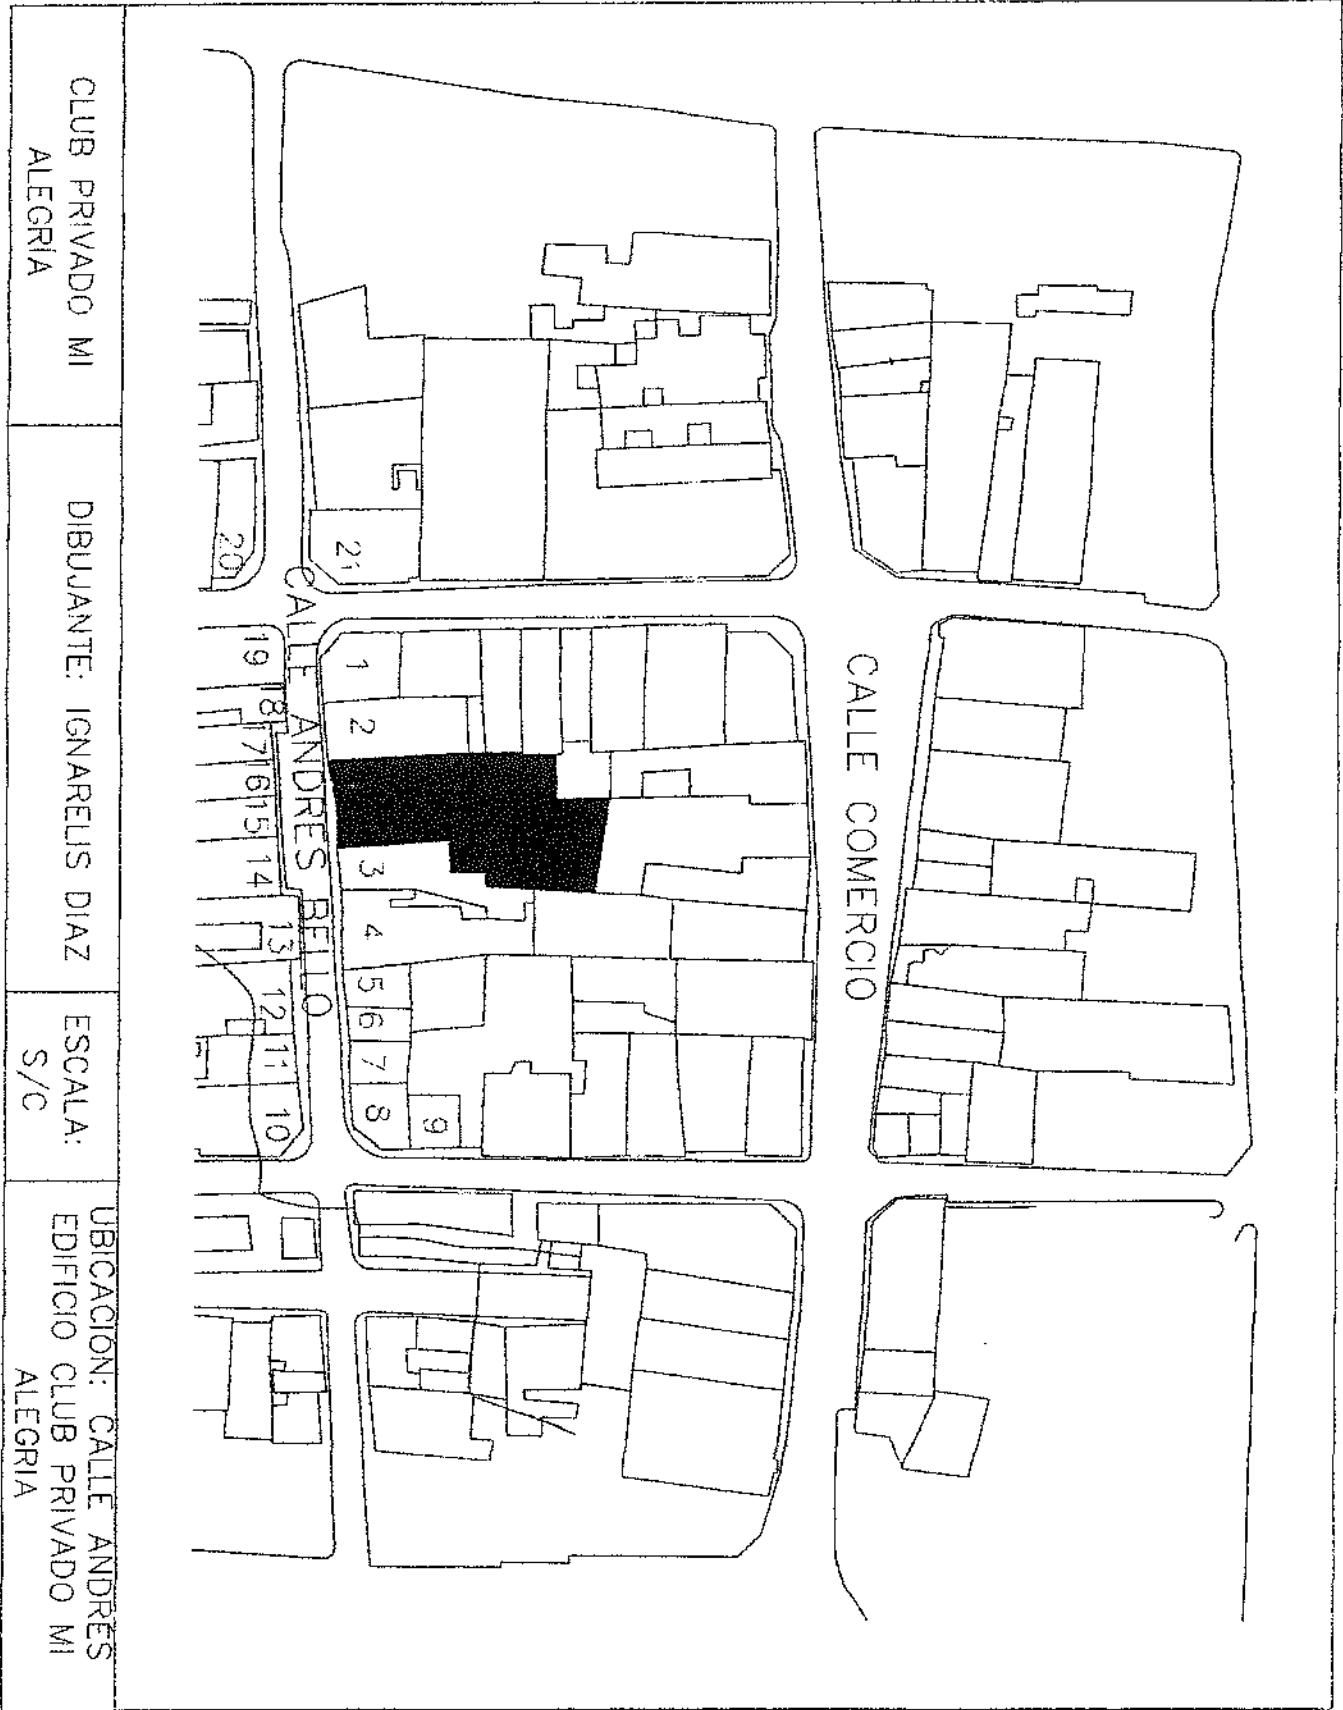 CALLE COMERCIO
CALLE ANDRES BELLO
1
2
3
4
5
6
7
8
9
10
11
12
13
14
15
16
17
18
19
20
21
CLUB PRIVADO MI
ALEGRÍA
DIBUJANTE: IGNARELIS DIAZ
ESCALA:
S/C
UBICACIÓN: CALLE ANDRES
EDIFICIO CLUB PRIVADO MI
ALEGRIA